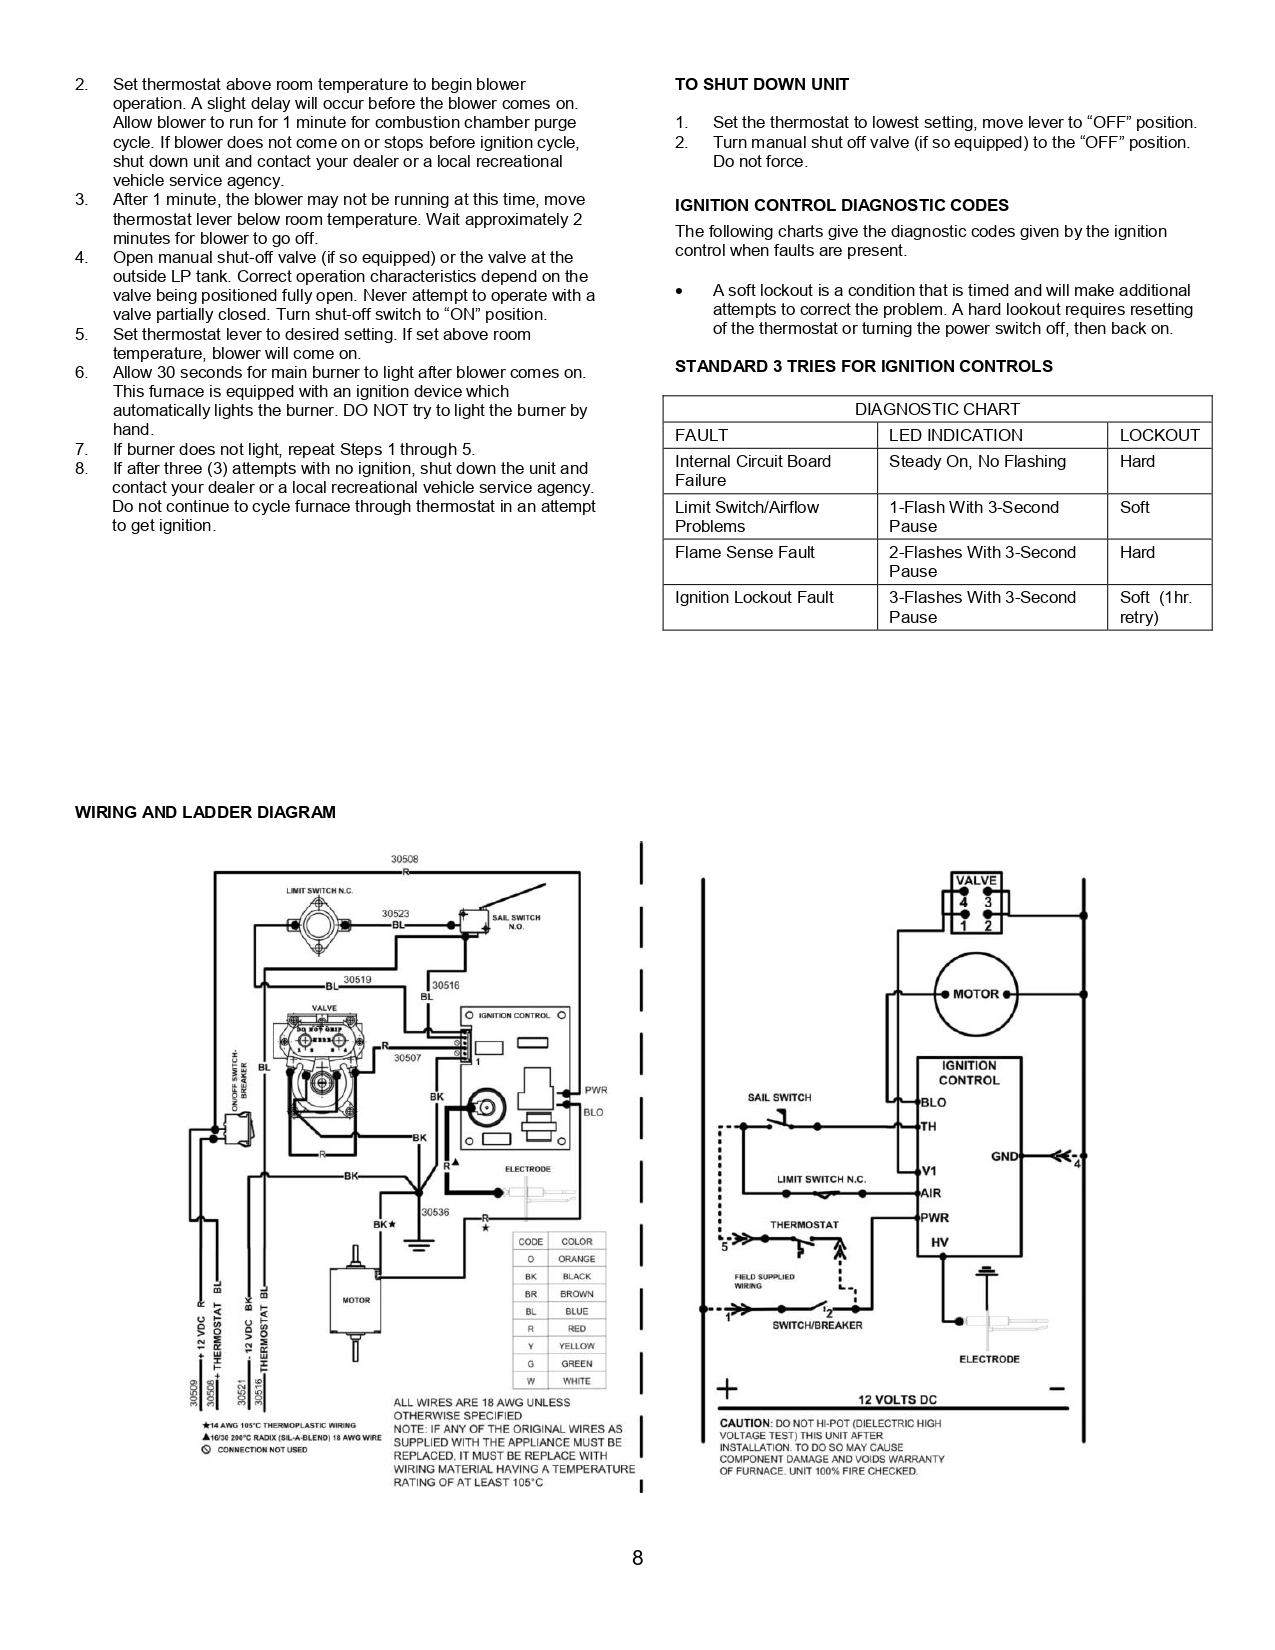 2. Set thermostat above room temperature to begin blower
operation. A slight delay will occur before the blower comes on.
Allow blower to run for 1 minute for combustion chamber purge
cycle. If blower does not come on or stops before ignition cycle,
shut down unit and contact your dealer or a local recreational
vehicle service agency.
3. After 1 minute, the blower may not be running at this time, move
thermostat lever below room temperature. Wait approximately 2
minutes for blower to go off.
4. Open manual shut-off valve (if so equipped) or the valve at the
outside LP tank. Correct operation characteristics depend on the
valve being positioned fully open. Never attempt to operate with a
valve partially closed. Turn shut-off switch to “ON” position.
5. Set thermostat lever to desired setting. If set above room
temperature, blower will come on.
6. Allow 30 seconds for main burner to light after blower comes on.
This furnace is equipped with an ignition device which
automatically lights the burner. DO NOT try to light the burner by
hand.
7. If burner does not light, repeat Steps 1 through 5.
8. If after three (3) attempts with no ignition, shut down the unit and
contact your dealer or a local recreational vehicle service agency.
Do not continue to cycle furnace through thermostat in an attempt
to get ignition.
TO SHUT DOWN UNIT
1. Set the thermostat to lowest setting, move lever to “OFF” position.
2. Turn manual shut off valve (if so equipped) to the “OFF” position.
Do not force.
IGNITION CONTROL DIAGNOSTIC CODES
The following charts give the diagnostic codes given by the ignition
control when faults are present.
• A soft lockout is a condition that is timed and will make additional
attempts to correct the problem. A hard lookout requires resetting
of the thermostat or turning the power switch off, then back on.
STANDARD 3 TRIES FOR IGNITION CONTROLS
DIAGNOSTIC CHART
FAULT LED INDICATION LOCKOUT
Internal Circuit Board Steady On, No Flashing Hard
Failure
Limit Switch/Airflow 1-Flash With 3-Second Soft
Problems Pause
Flame Sense Fault 2-Flashes With 3-Second Hard
Pause
Ignition Lockout Fault 3-Flashes With 3-Second Soft (1hr.
Pause retry)
WIRING AND LADDER DIAGRAM
30508
R
LIMIT SWITCH N.C.
30523
BL
SAIL SWITCH
N.O.
30519
BL
30516
BL
VALVE
DO NOT GRIP
IGNITION CONTROL
R
30507
1
ON/OFF SWITCH-
BREAKER
BL
BK
PWR
BLO
BK
R
R▲
ELECTRODE
BK
30536
BK★
R
★
MOTOR
CODE COLOR
O ORANGE
BK BLACK
BR BROWN
BL BLUE
R RED
Y YELLOW
G GREEN
W WHITE
30509 + 12 VDC R
30508 + THERMOSTAT BL
30521 - 12 VDC BK
30516 THERMOSTAT BL
★14 AWG 105°C THERMOPLASTIC WIRING
▲16/30 200°C RADIX (SIL-A-BLEND) 18 AWG WIRE
CONNECTION NOT USED
ALL WIRES ARE 18 AWG UNLESS
OTHERWISE SPECIFIED
NOTE: IF ANY OF THE ORIGINAL WIRES AS
SUPPLIED WITH THE APPLIANCE MUST BE
REPLACED, IT MUST BE REPLACE WITH
WIRING MATERIAL HAVING A TEMPERATURE
RATING OF AT LEAST 105°C
VALVE
4 3
1 2
MOTOR
IGNITION
CONTROL
BLO
SAIL SWITCH
TH
GND
4
V1
LIMIT SWITCH N.C.
AIR
PWR
THERMOSTAT
HV
5
FIELD SUPPLIED
WIRING
1
2
SWITCH/BREAKER
ELECTRODE
+ −
12 VOLTS DC
CAUTION: DO NOT HI-POT (DIELECTRIC HIGH
VOLTAGE TEST) THIS UNIT AFTER
INSTALLATION. TO DO SO MAY CAUSE
COMPONENT DAMAGE AND VOIDS WARRANTY
OF FURNACE. UNIT 100% FIRE CHECKED.
8